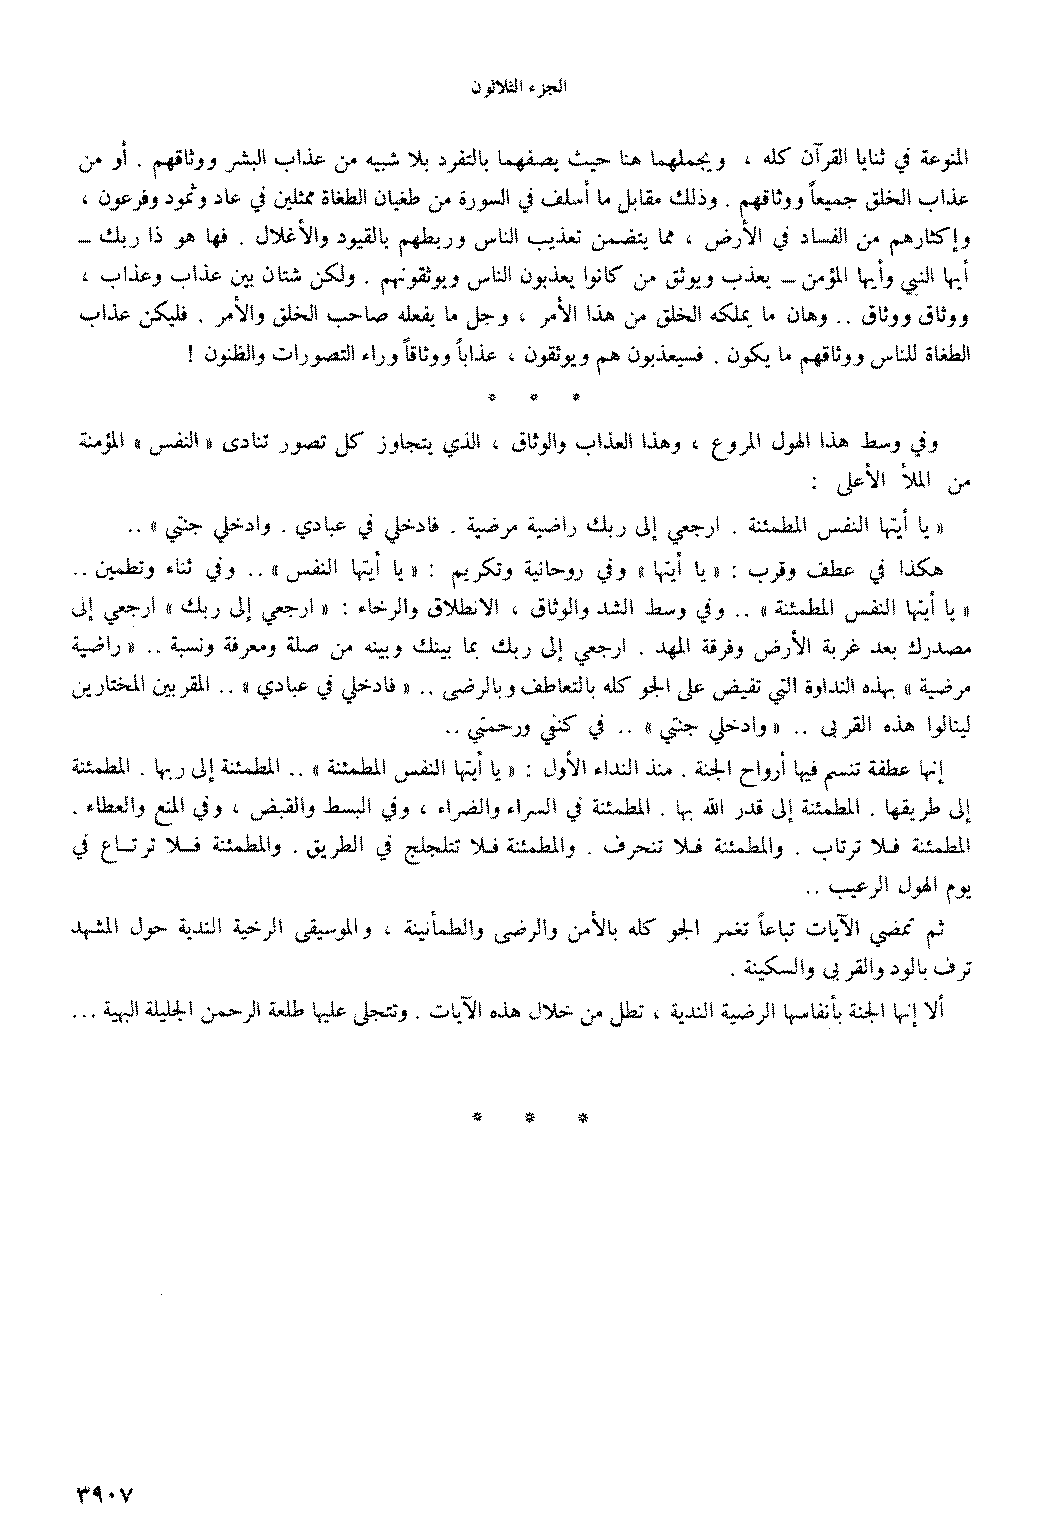 الجزء الثلاثون
المنوعة في ثنايا القرآن كله ، ويجملهما هنا حيث يصفهما بالتفرد بلا شبيه من عذاب البشر ووثاقهم . أو من
عذاب الخلق جميعاً ووثاقهم . وذلك مقابل ما أسلف في السورة من طغيان الطغاة ممثلين في عاد وثمود وفرعون ،
وإكثارهم من الفساد في الأرض ، مما يتضمن تعذيب الناس وربطهم بالقيود والأغلال . فها هو ذا ربك –
أيها النبي وأيها المؤمن – يعذب ويوثق من كانوا يعذبون الناس ويوثقونهم . ولكن شتان بين عذاب وعذاب ،
ووثاق ووثاق .. وهان ما يملكه الخلق من هذا الأمر ، وجل ما يفعله صاحب الخلق والأمر . فليكن عذاب
الطغاة للناس ووثاقهم ما يكون . فسيعذبون هم ويوثقون ، عذاباً ووثاقاً وراء التصورات والظنون !
* * *
وفي وسط هذا الهول المروع ، وهذا العذاب والوثاق ، الذي يتجاوز كل تصور تنادى « النفس » المؤمنة
من الملأ الأعلى :
« يا أيتها النفس المطمئنة . ارجعي إلى ربك راضية مرضية . فادخلي في عبادي . وادخلي جنتي » ..
هكذا في عطف وقرب : « يا أيتها » وفي روحانية وتكريم : « يا أيتها النفس » .. وفي ثناء وتطمين ..
« يا أيتها النفس المطمئنة » .. وفي وسط الشد والوثاق ، الانطلاق والرخاء : « ارجعي إلى ربك » ارجعي إلى
مصدرك بعد غربة الأرض وفرقة المهد . ارجعي إلى ربك بما بينك وبينه من صلة ومعرفة ونسبة .. « راضية
مرضية » بهذه النداوة التي تفيض على الجو كله بالتعاطف وبالرضى .. « فادخلي في عبادي » .. المقربين المختارين
لينالوا هذه القربى .. « وادخلي جنتي » .. في كنفي ورحمتي ..
إنها عطفة تنسم فيها أرواح الجنة . منذ النداء الأول : « يا أيتها النفس المطمئنة » .. المطمئنة إلى ربها . المطمئنة
إلى طريقها . المطمئنة إلى قدر الله بها . المطمئنة في السراء والضراء ، وفي البسط والقبض ، وفي المنع والعطاء .
المطمئنة فلا ترتاب . والمطمئنة فلا تنحرف . والمطمئنة فلا تتلجلج في الطريق . والمطمئنة فلا ترتاع في
يوم الهول الرعيب ..
ثم تمضي الآيات تباعاً تغمر الجو كله بالأمن والرضى والطمأنينة ، والموسيقى الرخية الندية حول المشهد
ترف بالود والقربى والسكينة .
ألا إنها الجنة بأنفاسها الرضية الندية ، تطل من خلال هذه الآيات . وتتجلى عليها طلعة الرحمن الجليلة البهية ...
* * *
٣٩٠٧